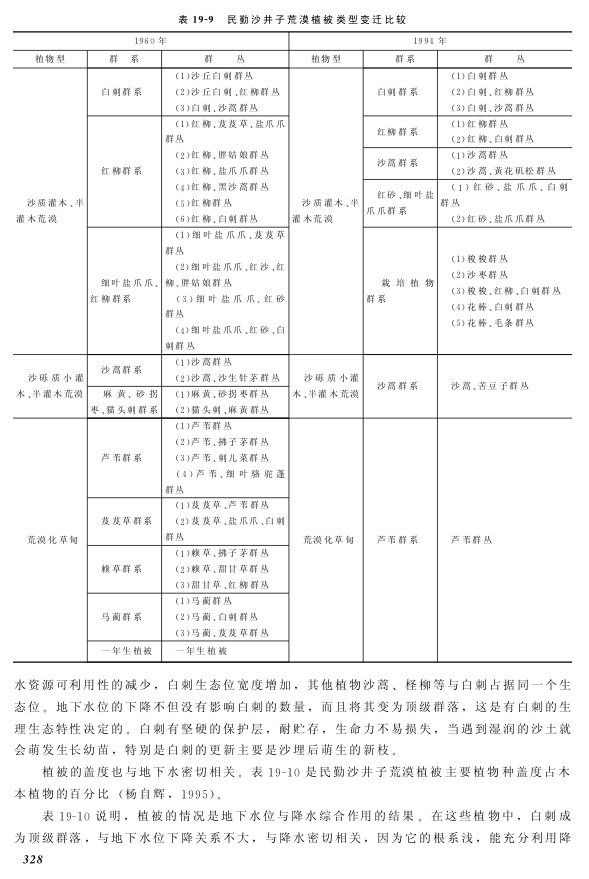 表 19-9 民勤沙井子荒漠植被类型变迁比较
1960 年 1994 年
植物型 群 系 群 丛 植物型 群系 群 丛
沙质灌木、半
灌木荒漠
白刺群系
(1)沙丘白刺群丛
(2)沙丘白刺、红柳群丛
(3)白刺、沙蒿群丛
红柳群系
(1)红柳、芨芨草、盐爪爪
群丛
(2)红柳、胖姑娘群丛
(3)红柳、盐爪爪群丛
(4)红柳、黑沙蒿群丛
(5)红柳群丛
(6)红柳、白刺群丛
细叶盐爪爪、
红柳群系
(1)细叶盐爪爪、芨芨草
群丛
(2)细叶盐爪爪、红沙、红
柳、胖姑娘群丛
(3)细叶盐爪爪、红砂
群丛
(4)细叶盐爪爪、红砂、白
刺群丛
沙质灌木、半
灌木荒漠
白刺群系
(1)白刺群丛
(2)白刺、红柳群丛
(3)白刺、沙蒿群丛
红柳群系
(1)红柳群丛
(2)红柳、白刺群丛
沙蒿群系
(1)沙蒿群丛
(2)沙蒿、黄花矶松群丛
红砂、细叶盐
爪爪群系
(1)红砂、盐爪爪、白刺
群丛
(2)红砂、盐爪爪群丛
栽培植物
群系
(1)梭梭群丛
(2)沙枣群丛
(3)梭梭、红柳、白刺群丛
(4)花棒、白刺群丛
(5)花棒、毛条群丛
沙砾质小灌
木、半灌木荒漠
沙蒿群系
(1)沙蒿群丛
(2)沙蒿、沙生针茅群丛
麻黄、砂拐
枣、猫头刺群系
(1)麻黄、砂拐枣群丛
(2)猫头刺、麻黄群丛
沙砾质小灌
木、半灌木荒漠
沙蒿群系
沙蒿、苦豆子群丛
荒漠化草甸
芦苇群系
(1)芦苇群丛
(2)芦苇、拂子茅群丛
(3)芦苇、刺儿菜群丛
(4)芦苇、细叶骆驼蓬
群丛
芨芨草群系
(1)芨芨草、芦苇群丛
(2)芨芨草、盐爪爪、白刺
群丛
赖草群系
(1)赖草、拂子茅群丛
(2)赖草、甜甘草群丛
(3)甜甘草、红柳群丛
马蔺群系
(1)马蔺群丛
(2)马蔺、白刺群丛
(3)马蔺、芨芨草群丛
一年生植被
一年生植被
荒漠化草甸
芦苇群系
芦苇群丛
水资源可利用性的减少，白刺生态位宽度增加，其他植物沙蒿、柽柳等与白刺占据同一个生
态位。地下水位的下降不但没有影响白刺的数量，而且将其变为顶级群落，这是有白刺的生
理生态特性决定的。白刺有坚硬的保护层，耐贮存，生命力不易损失，当遇到湿润的沙土就
会萌发生长幼苗，特别是白刺的更新主要是沙埋后萌生的新枝。
植被的盖度也与地下水密切相关。表 19-10 是民勤沙井子荒漠植被主要植物种盖度占木
本植物的百分比（杨自辉，1995）。
表 19-10 说明，植被的情况是地下水位与降水综合作用的结果。在这些植物中，白刺成
为顶级群落，与地下水位下降关系不大，与降水密切相关，因为它的根系浅，能充分利用降
328